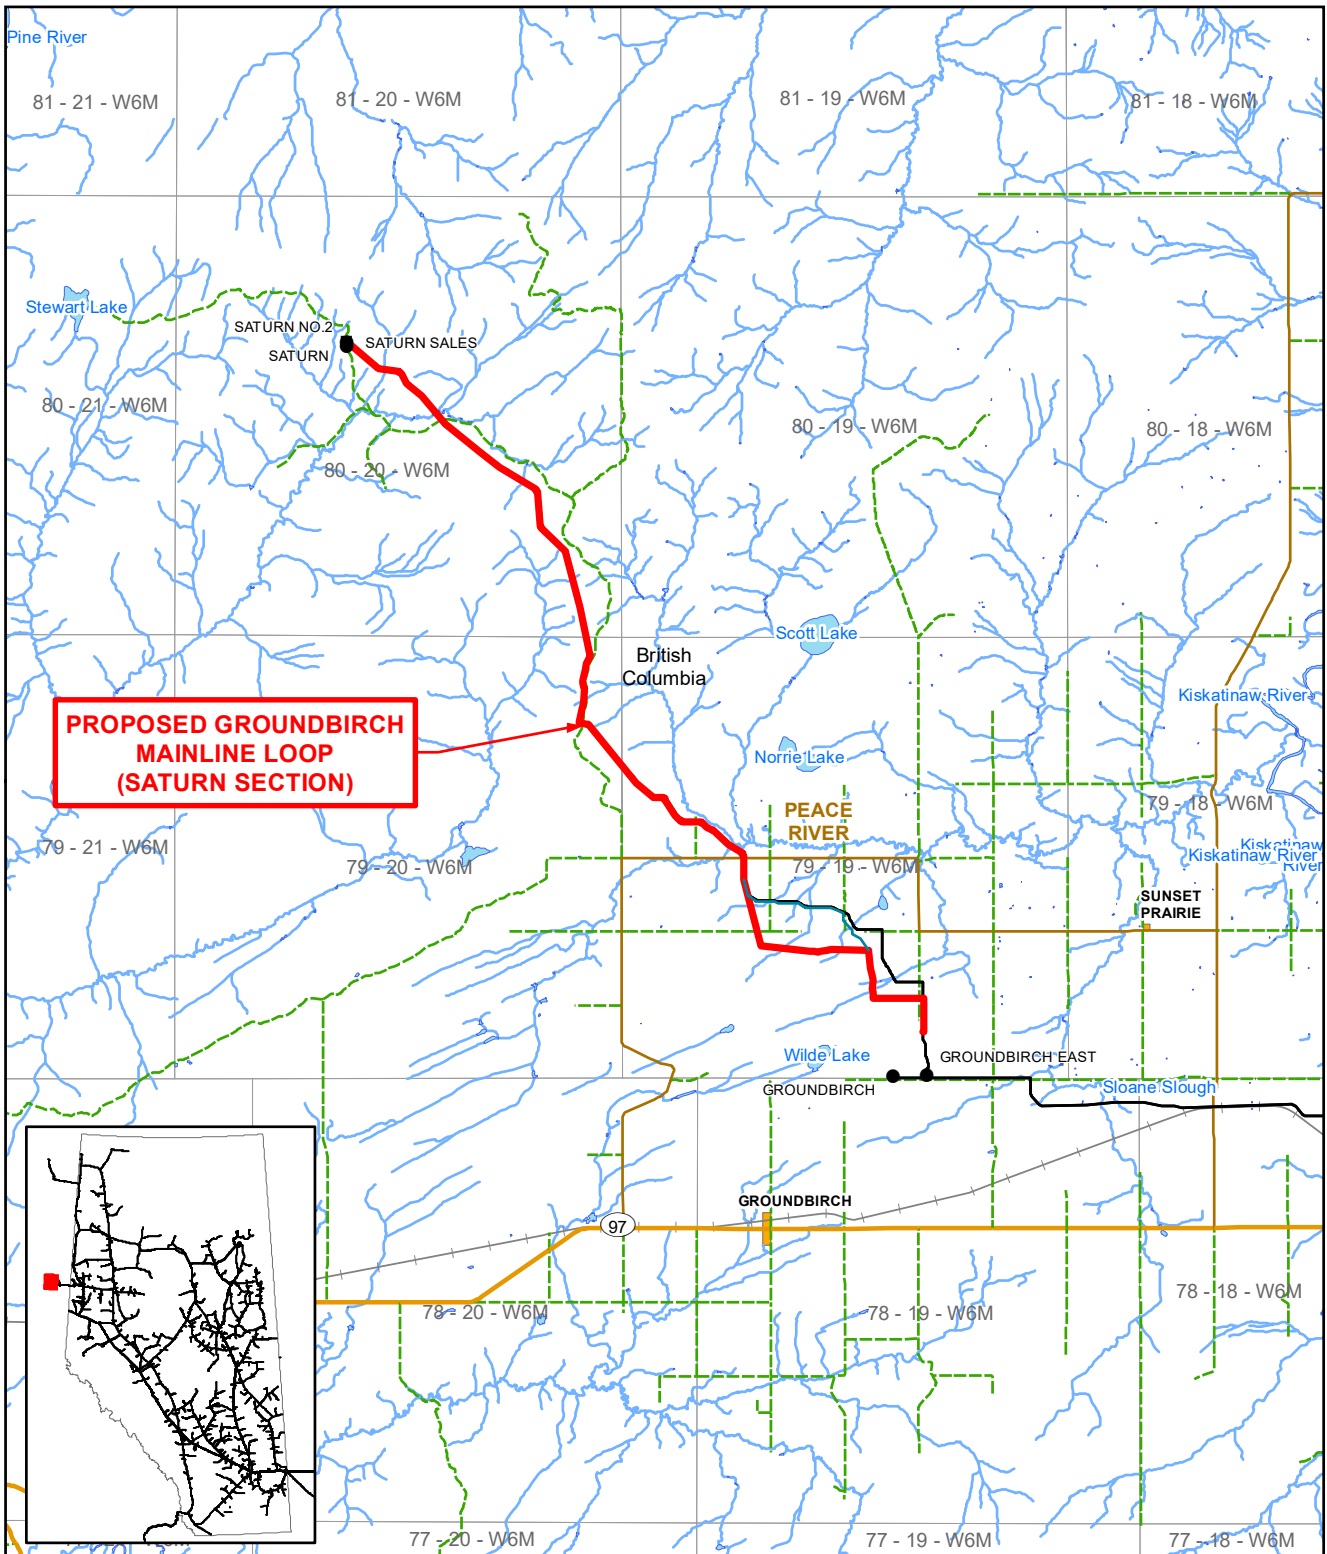 Pine River
81 - 21 - W6M
81 - 20 - W6M
81 - 19 - W6M
81 - 18 - W6M
Stewart Lake
SATURN NO.2
SATURN SALES
SATURN
80 - 21 - W6M
80 - 20 - W6M
80 - 19 - W6M
80 - 18 - W6M
Scott Lake
British
Columbia
Kiskatinaw River
PROPOSED GROUNDBIRCH
MAINLINE LOOP
(SATURN SECTION)
Norrie Lake
PEACE
RIVER
79 - 18 - W6M
79 - 21 - W6M
79 - 20 - W6M
79 - 19 - W6M
Kiskatinaw River
Kiskatinaw
River
SUNSET
PRAIRIE
Wilde Lake
GROUNDBIRCH EAST
GROUNDBIRCH
Sloane Slough
GROUNDBIRCH
97
78 - 20 - W6M
78 - 19 - W6M
78 - 18 - W6M
77 - 20 - W6M
77 - 19 - W6M
77 - 18 - W6M